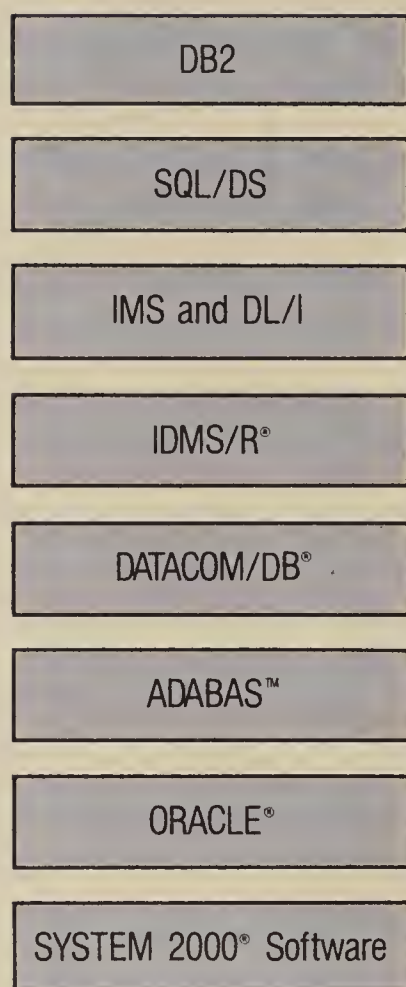 DB2
SQL/DS
IMS and DL/I
IDMS/R®
DATACOM/DB®
ADABAS™
ORACLE®
SYSTEM 2000® Software